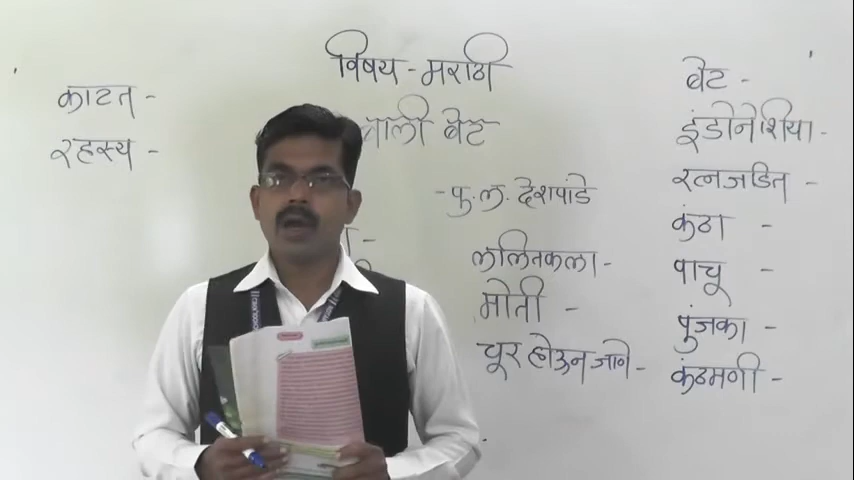 विषय - मराठी
बाली बेट
- पु. ल. देशपांडे
काटत -
रहस्य -
ललितकला -
मोती -
चूर होऊन जाणे -
बेट -
इंडोनेशिया -
रत्नजडित -
कंठा -
पाचू -
पुंजका -
कंठमणी -